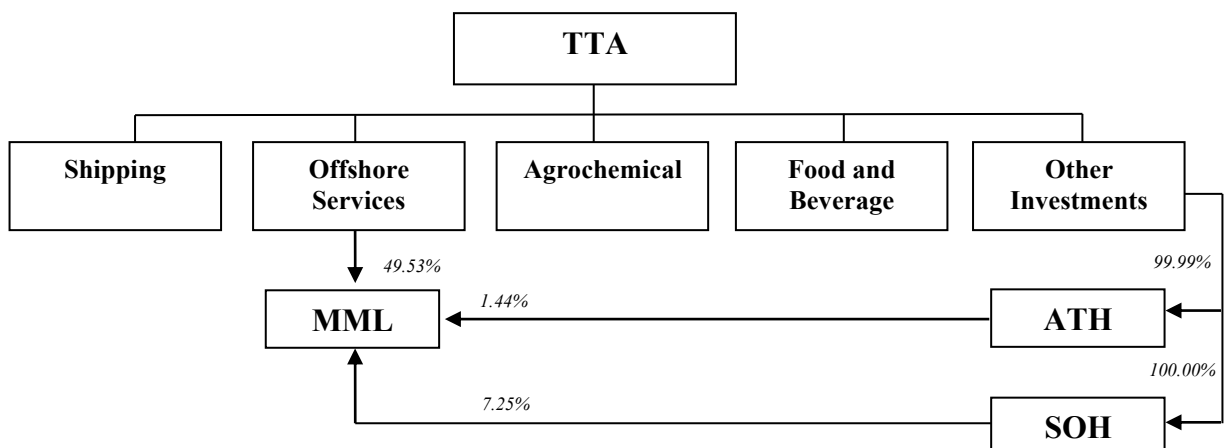 TTA
Shipping
Offshore
Services
Agrochemical
Food and
Beverage
Other
Investments
49.53%
99.99%
MML
1.44%
ATH
100.00%
7.25%
SOH